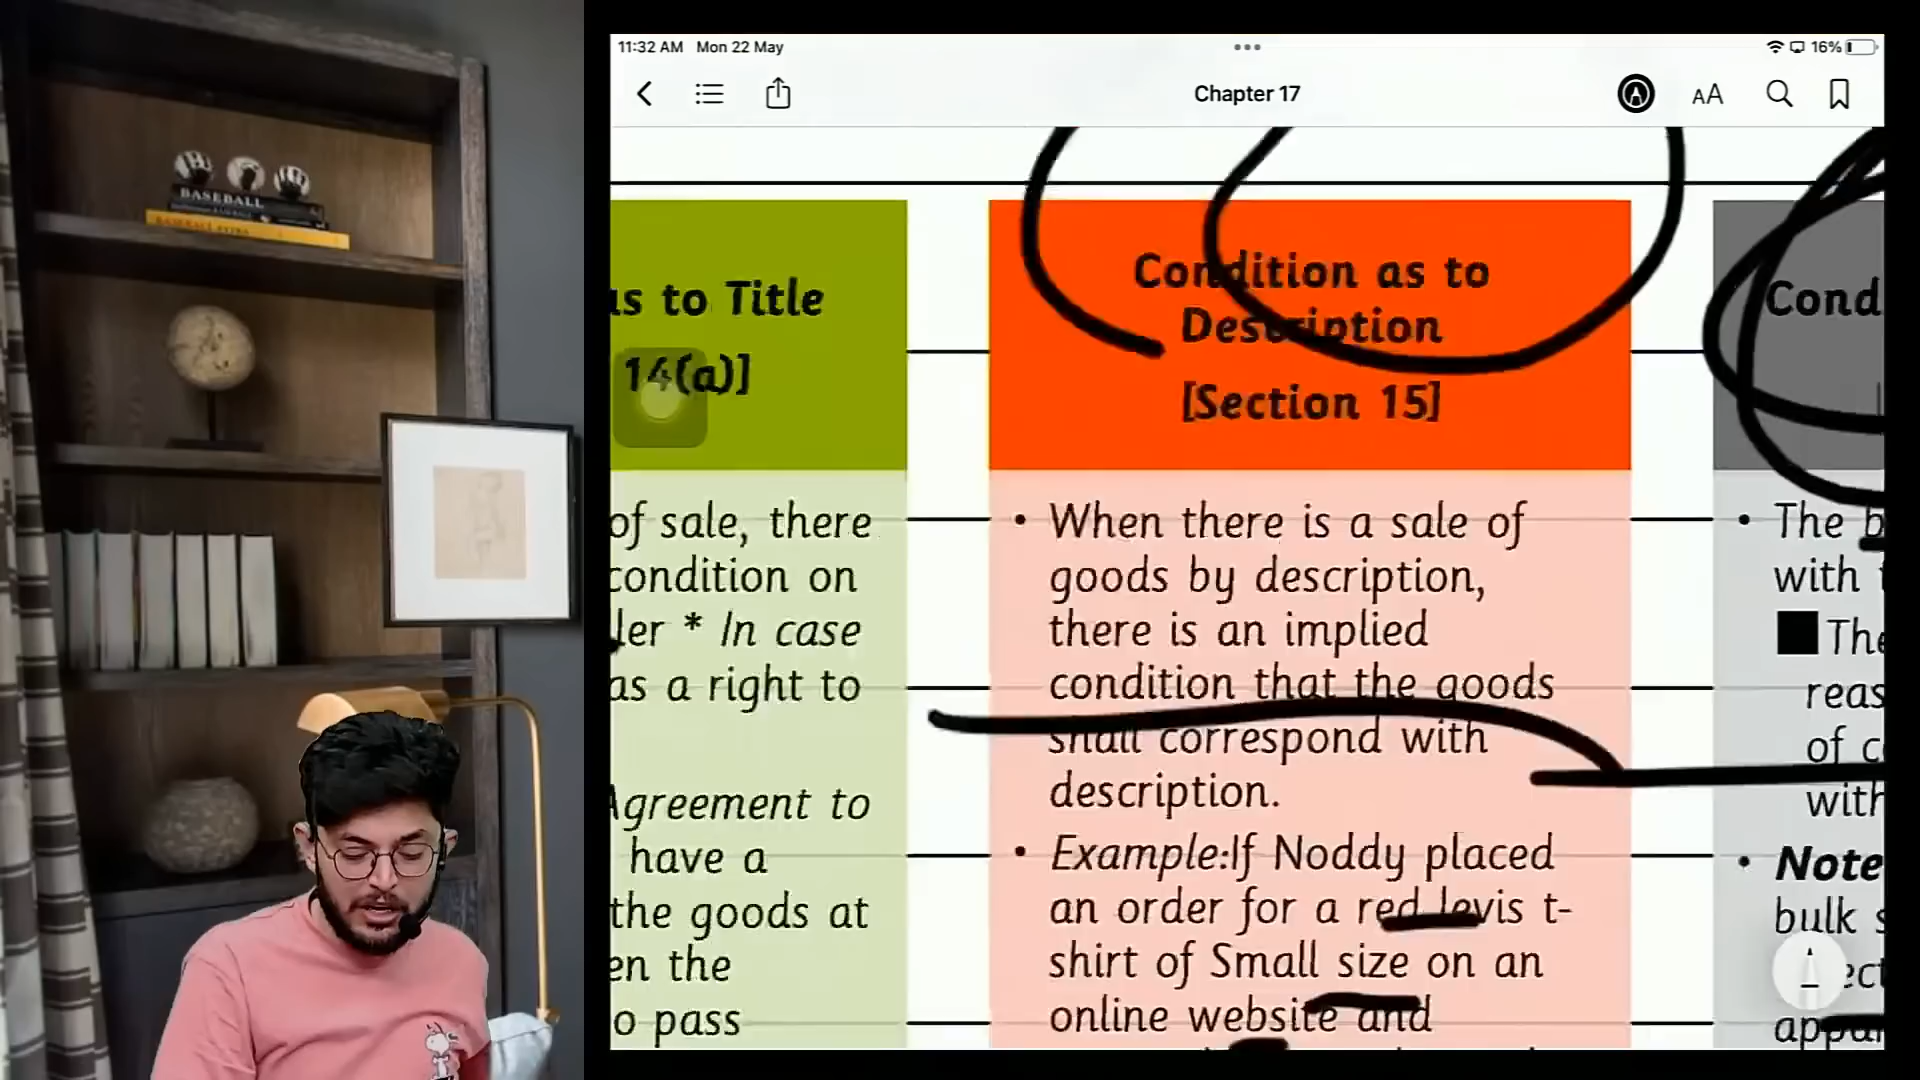 11:32 AM Mon 22 May
16%
Chapter 17
AA
BASEBALL
as to Title
14(a)]
of sale, there
condition on
ler * In case
as a right to
Agreement to
have a
the goods at
en the
o pass
Condition as to
Description
[Section 15]
• When there is a sale of
goods by description,
there is an implied
condition that the goods
shall correspond with
description.
• Example:If Noddy placed
an order for a red levis t-
shirt of Small size on an
online website and
Cond
• The b
with t
The
reas
of c
with
• Note
bulk s
ect
appar